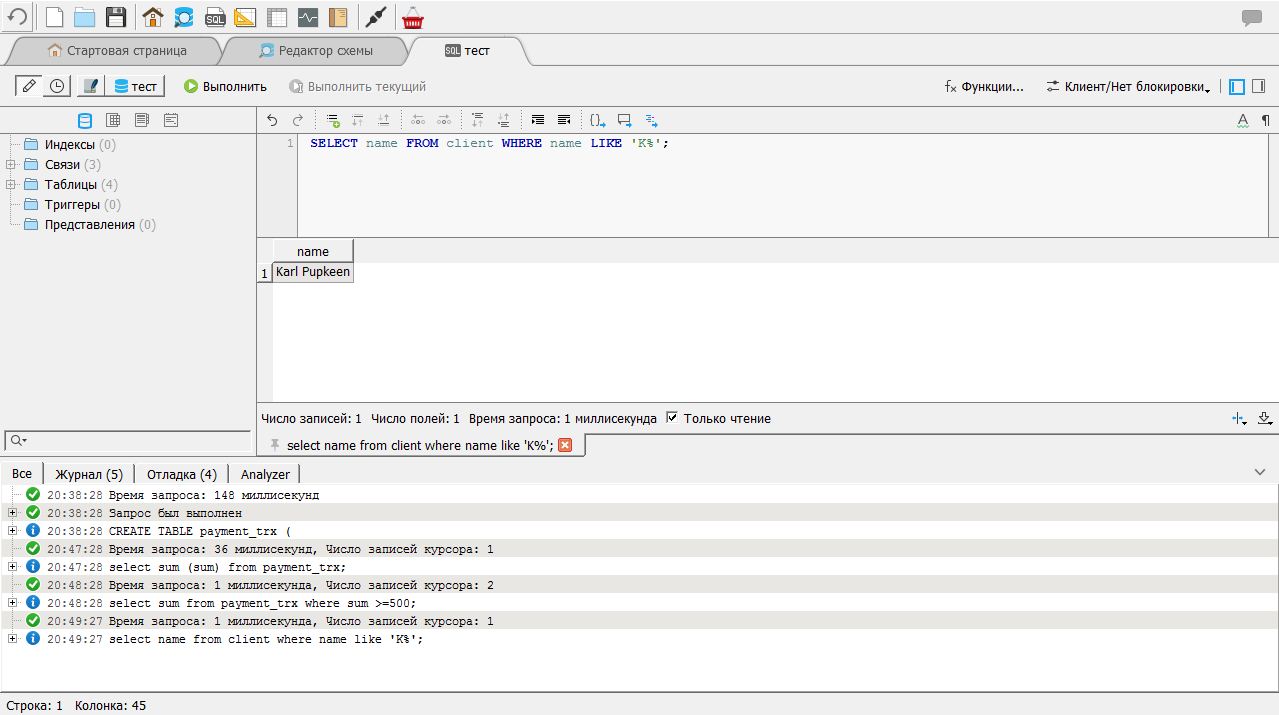 SQL
Стартовая страница
Редактор схемы
SQL тест
тест
Выполнить
Выполнить текущий
fx Функции...
Клиент/Нет блокировки
A ¶
Индексы (0)
Связи (3)
Таблицы (4)
Триггеры (0)
Представления (0)
1 SELECT name FROM client WHERE name LIKE 'K%';
name
1 Karl Pupkeen
Число записей: 1 Число полей: 1 Время запроса: 1 миллисекунда Только чтение
select name from client where name like 'K%';
Все Журнал (5) Отладка (4) Analyzer
20:38:28 Время запроса: 148 миллисекунд
20:38:28 Запрос был выполнен
20:38:28 CREATE TABLE payment_trx (
20:47:28 Время запроса: 36 миллисекунд, Число записей курсора: 1
20:47:28 select sum (sum) from payment_trx;
20:48:28 Время запроса: 1 миллисекунда, Число записей курсора: 2
20:48:28 select sum from payment_trx where sum >=500;
20:49:27 Время запроса: 1 миллисекунда, Число записей курсора: 1
20:49:27 select name from client where name like 'K%';
Строка: 1 Колонка: 45